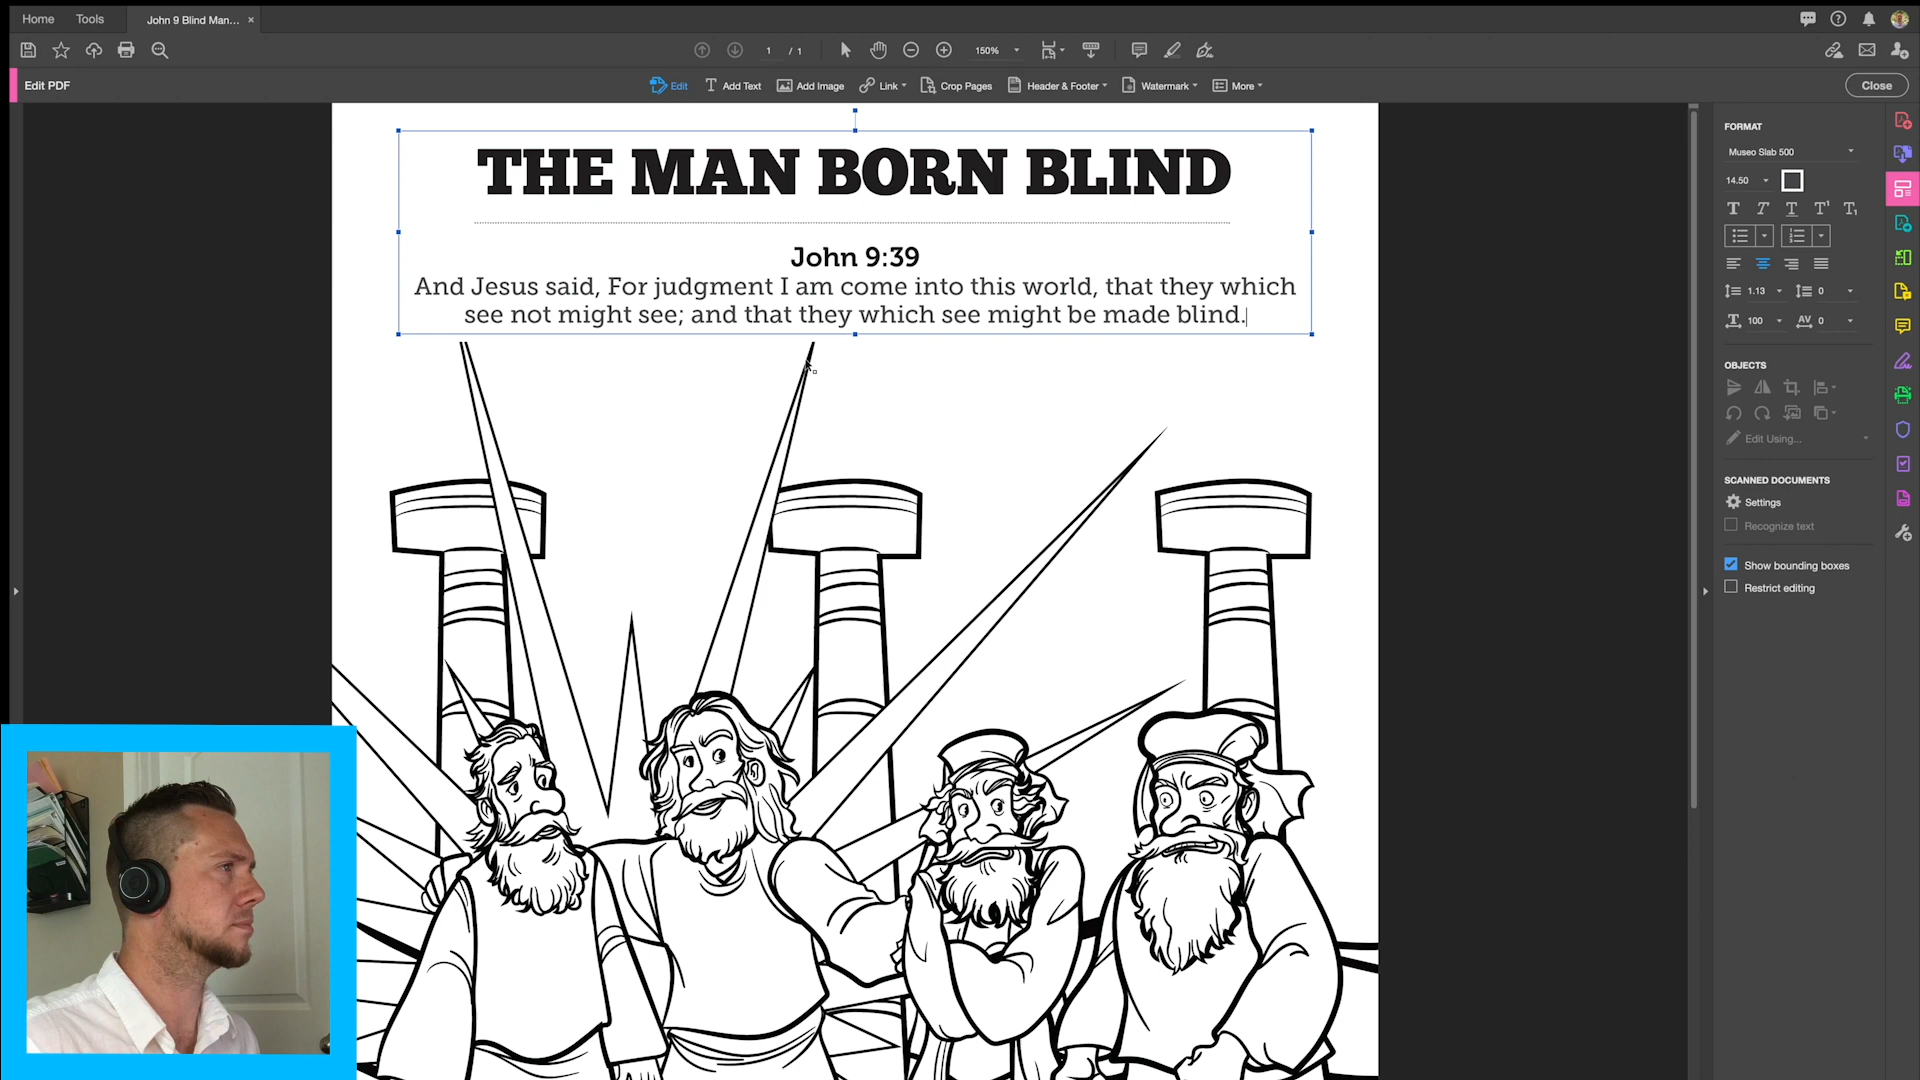 Home Tools John 9 Blind Man... ×
1 / 1 150%
Edit PDF Edit Add Text Add Image Link Crop Pages Header & Footer Watermark More Close
THE MAN BORN BLIND
John 9:39
And Jesus said, For judgment I am come into this world, that they which
see not might see; and that they which see might be made blind.
FORMAT
Museo Slab 500
14.50
1.13 0
100 0
OBJECTS
Edit Using...
SCANNED DOCUMENTS
Settings
Recognize text
Show bounding boxes
Restrict editing